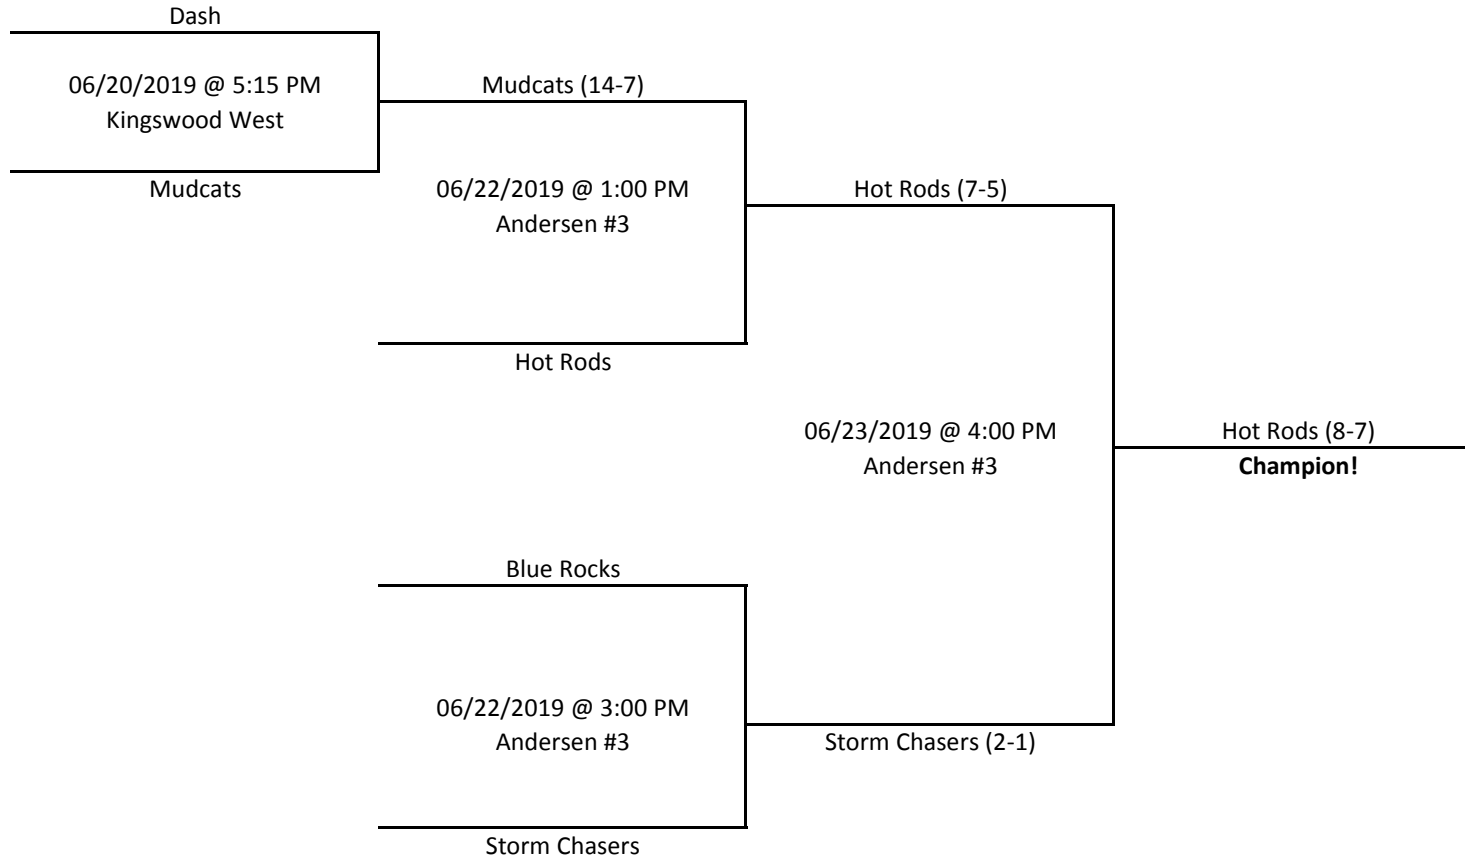 Dash
06/20/2019 @ 5:15 PM
Kingswood West
Mudcats
Mudcats (14-7)
06/22/2019 @ 1:00 PM
Andersen #3
Hot Rods
Hot Rods (7-5)
06/23/2019 @ 4:00 PM
Andersen #3
Hot Rods (8-7)
Champion!
Blue Rocks
06/22/2019 @ 3:00 PM
Andersen #3
Storm Chasers
Storm Chasers (2-1)